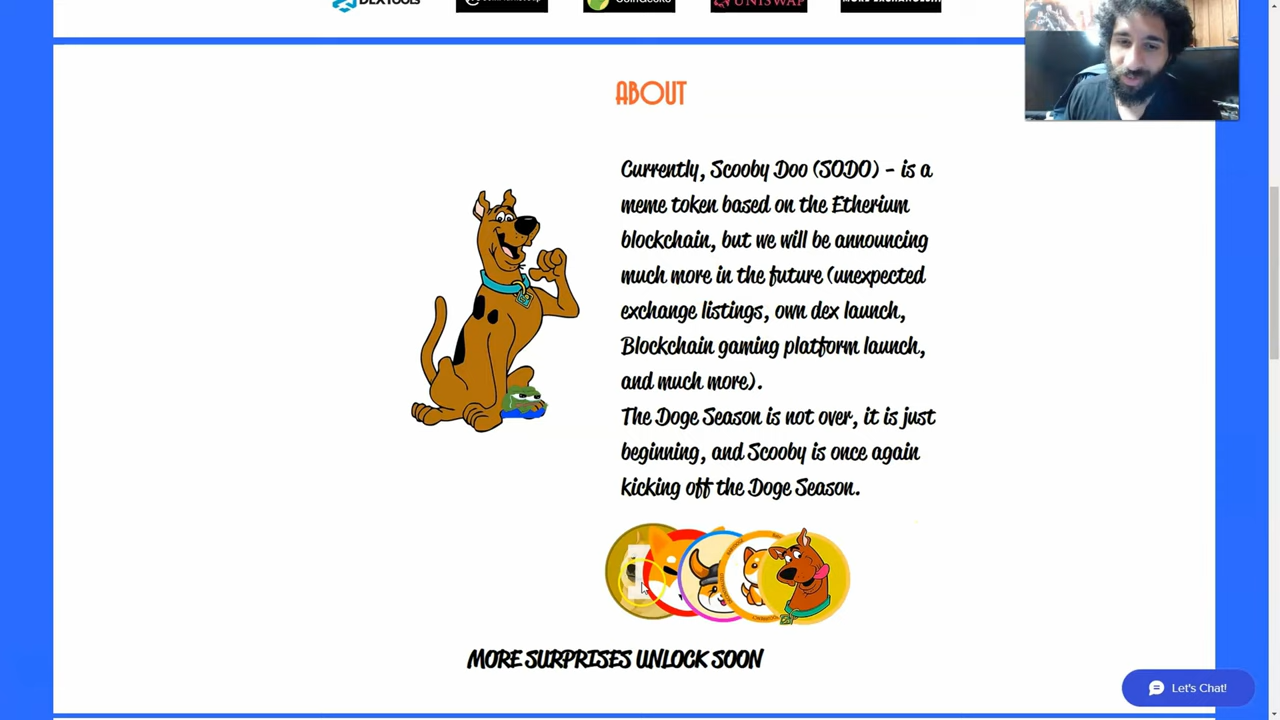 DEXTOOLS
UNISWAP
ABOUT
Currently, Scooby Doo (SODO) - is a
meme token based on the Etherium
blockchain, but we will be announcing
much more in the future (unexpected
exchange listings, own dex launch,
Blockchain gaming platform launch,
and much more).
The Doge Season is not over, it is just
beginning, and Scooby is once again
kicking off the Doge Season.
MORE SURPRISES UNLOCK SOON
Let's Chat!